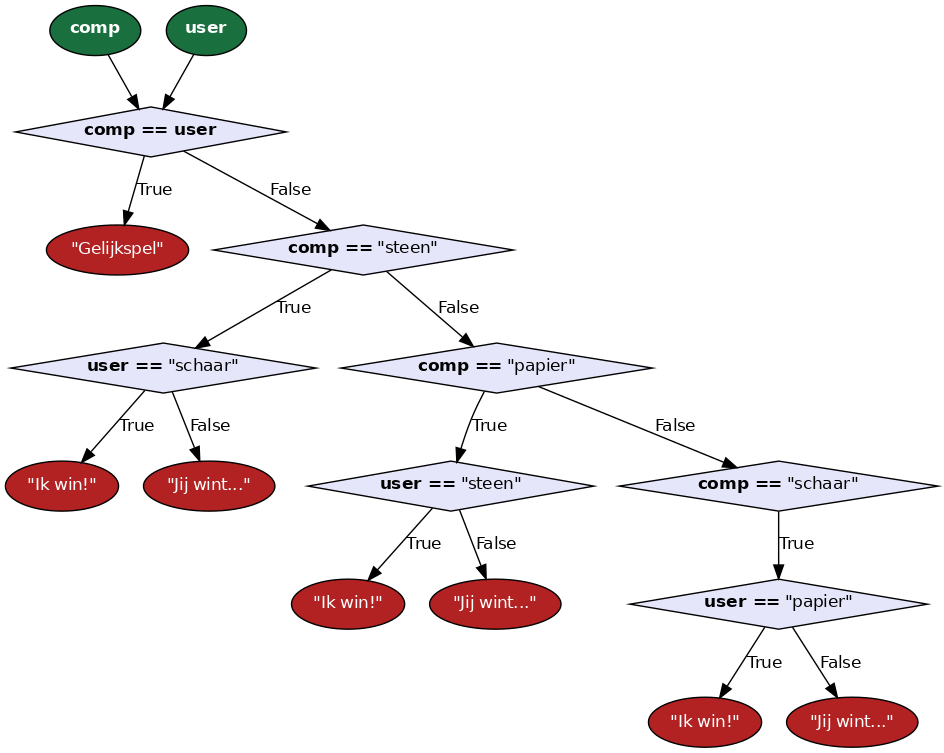 comp
user
comp == user
True
False
"Gelijkspel"
comp == "steen"
True
False
user == "schaar"
comp == "papier"
True
False
True
False
"Ik win!"
"Jij wint..."
user == "steen"
comp == "schaar"
True
False
True
"Ik win!"
"Jij wint..."
user == "papier"
True
False
"Ik win!"
"Jij wint..."